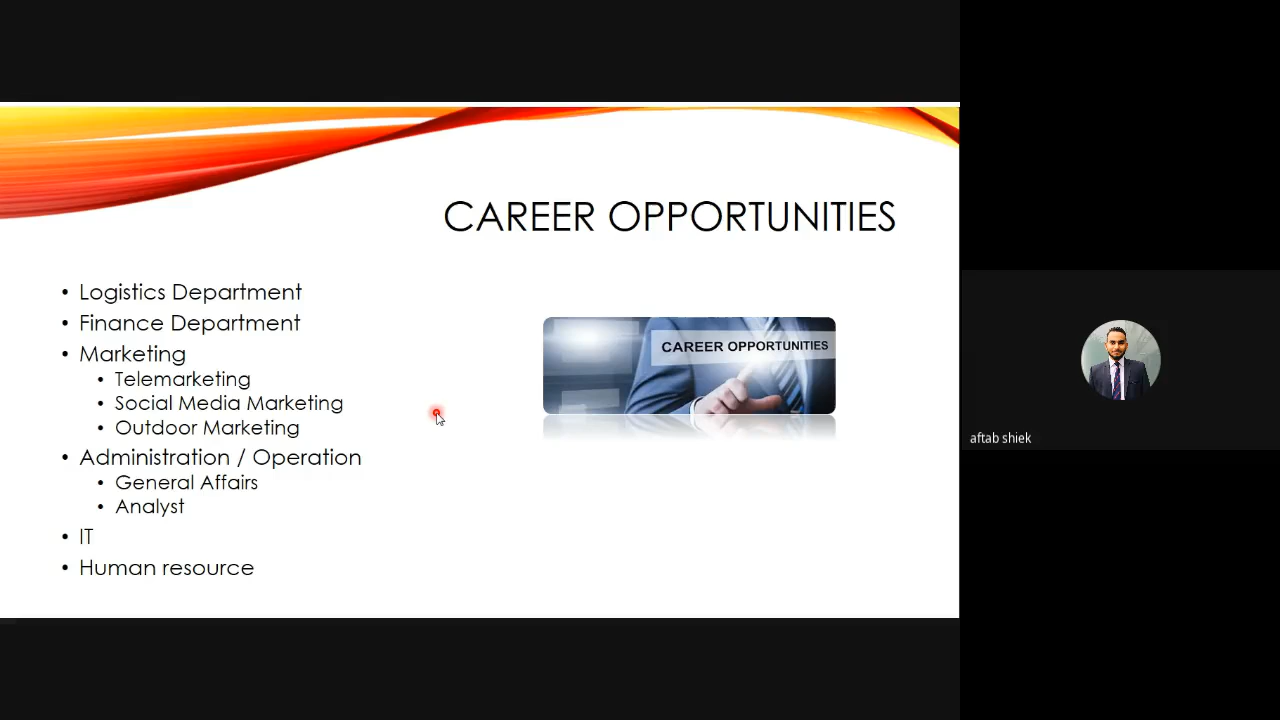 CAREER OPPORTUNITIES
• Logistics Department
• Finance Department
• Marketing
• Telemarketing
• Social Media Marketing
• Outdoor Marketing
• Administration / Operation
• General Affairs
• Analyst
• IT
• Human resource
CAREER OPPORTUNITIES
aftab shiek